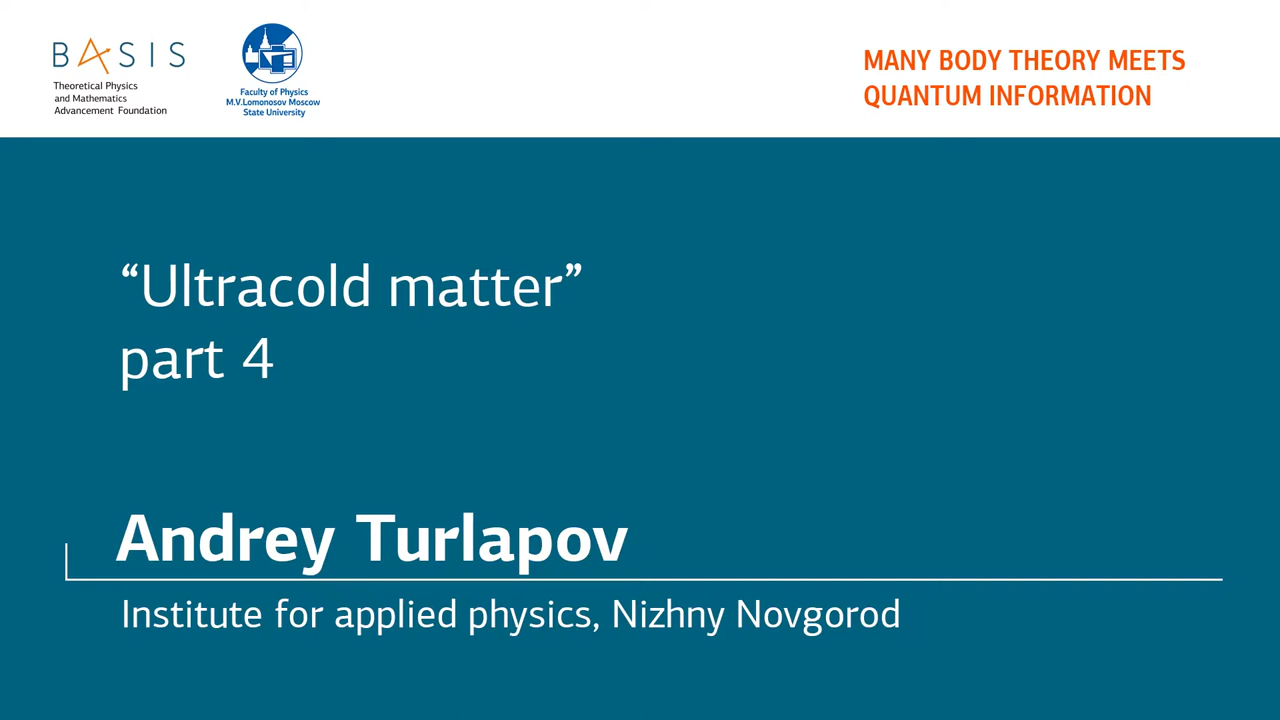 BASIS
Theoretical Physics
and Mathematics
Advancement Foundation
Faculty of Physics
M.V.Lomonosov Moscow
State University
MANY BODY THEORY MEETS
QUANTUM INFORMATION
“Ultracold matter”
part 4
Andrey Turlapov
Institute for applied physics, Nizhny Novgorod